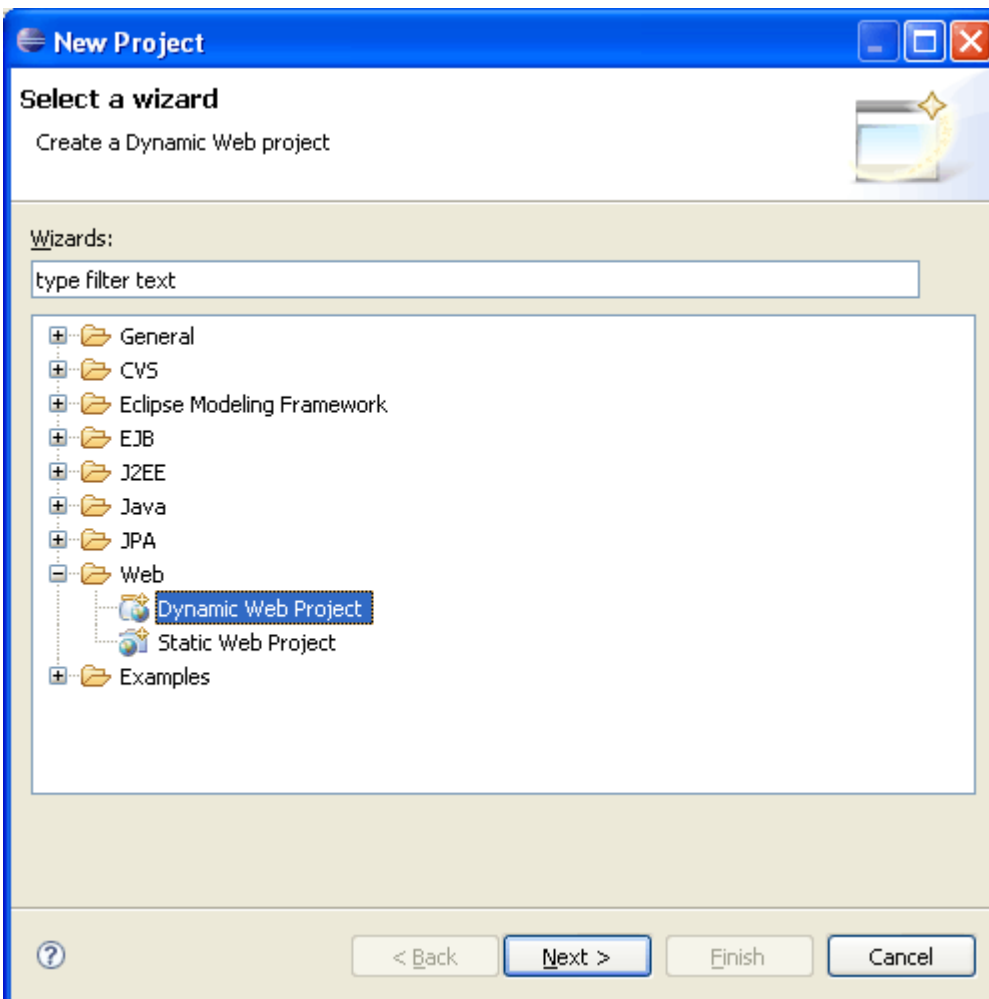 New Project
Select a wizard
Create a Dynamic Web project
Wizards:
type filter text
General
CVS
Eclipse Modeling Framework
EJB
J2EE
Java
JPA
Web
Dynamic Web Project
Static Web Project
Examples
? < Back Next > Finish Cancel